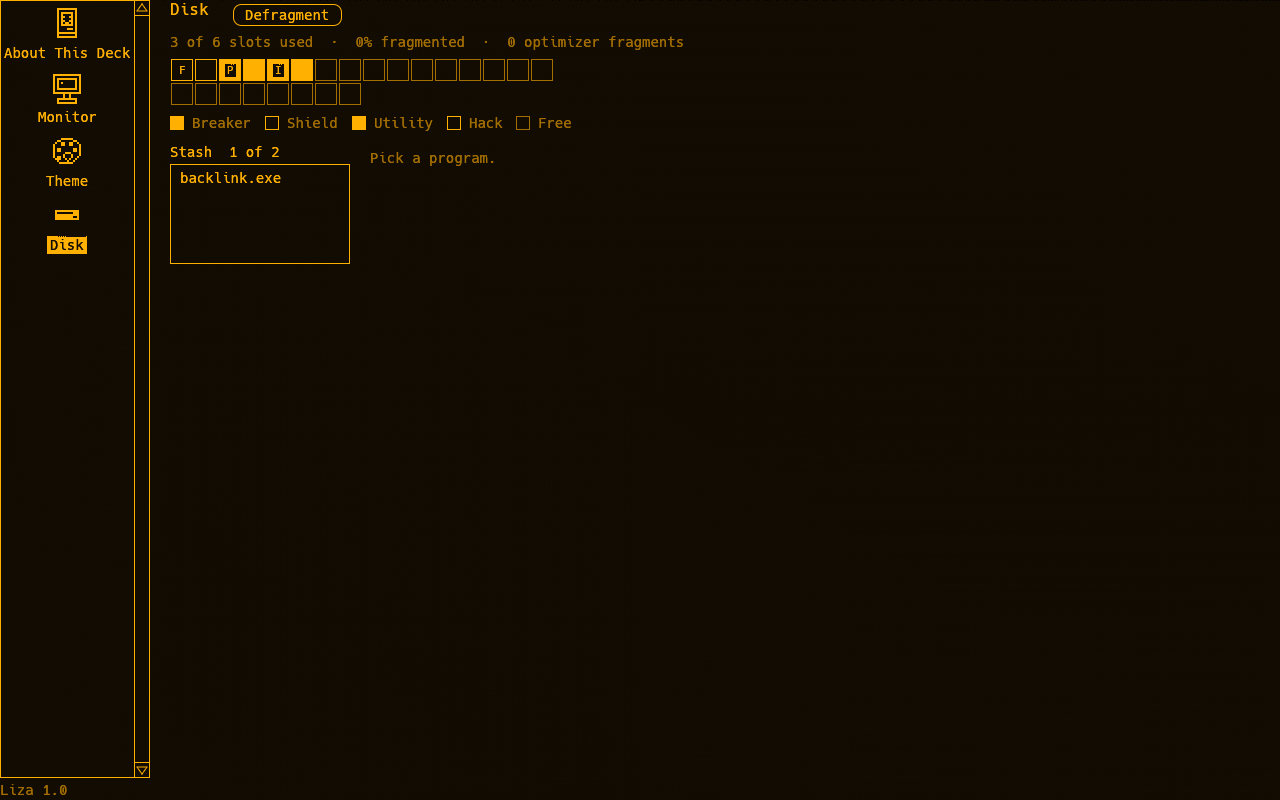 About This Deck
Monitor
Theme
Disk
Disk
Defragment
3 of 6 slots used · 0% fragmented · 0 optimizer fragments
F P I
Breaker Shield Utility Hack Free
Stash 1 of 2
Pick a program.
backlink.exe
Liza 1.0